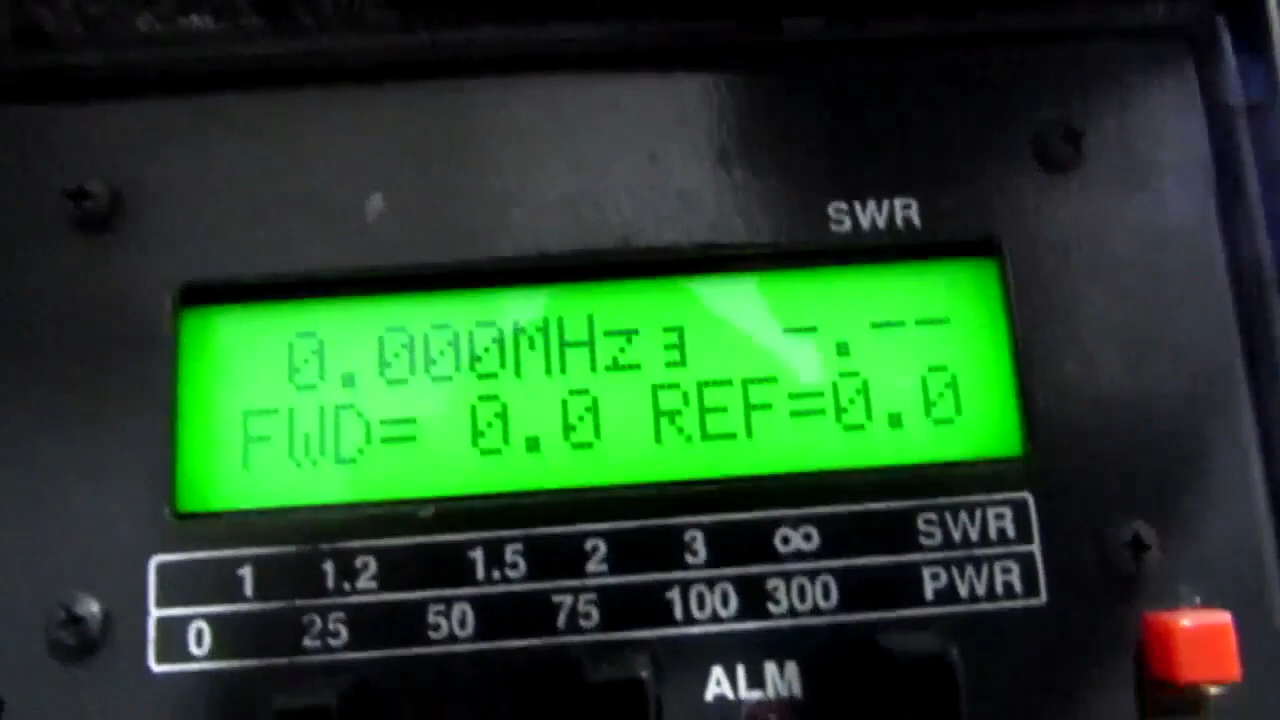 SWR
0.000MHz3 -.--
FWD= 0.0 REF=0.0
1 1.2 1.5 2 3 ∞ SWR
0 25 50 75 100 300 PWR
ALM